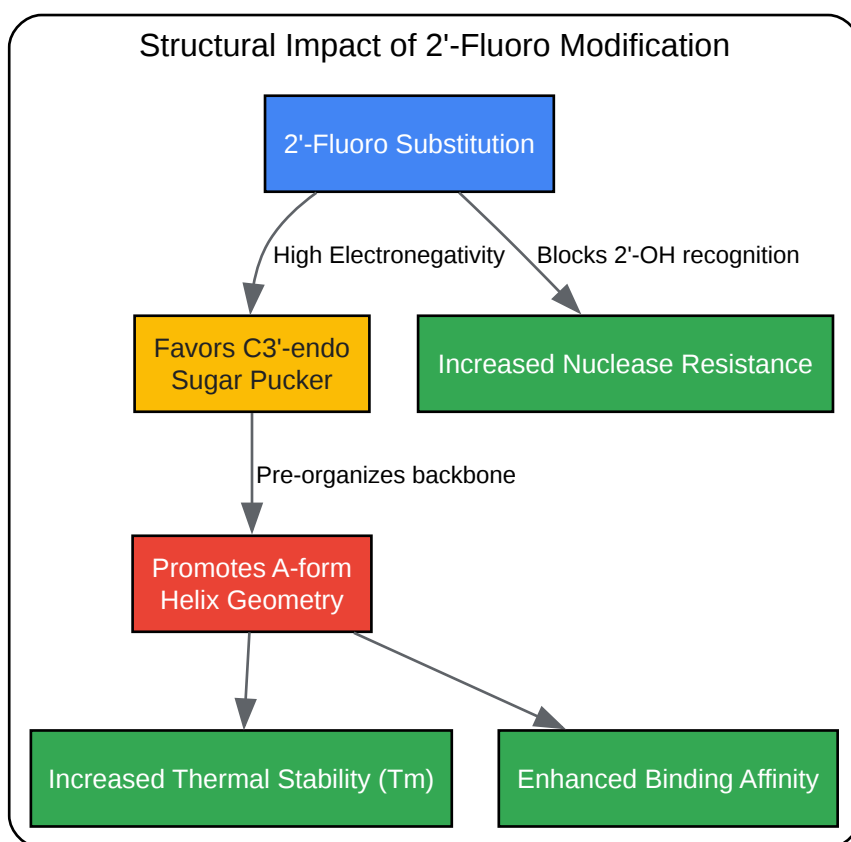 Structural Impact of 2'-Fluoro Modification
2'-Fluoro Substitution
High Electronegativity
Blocks 2'-OH recognition
Favors C3'-endo
Sugar Pucker
Increased Nuclease Resistance
Pre-organizes backbone
Promotes A-form
Helix Geometry
Increased Thermal Stability (Tm)
Enhanced Binding Affinity